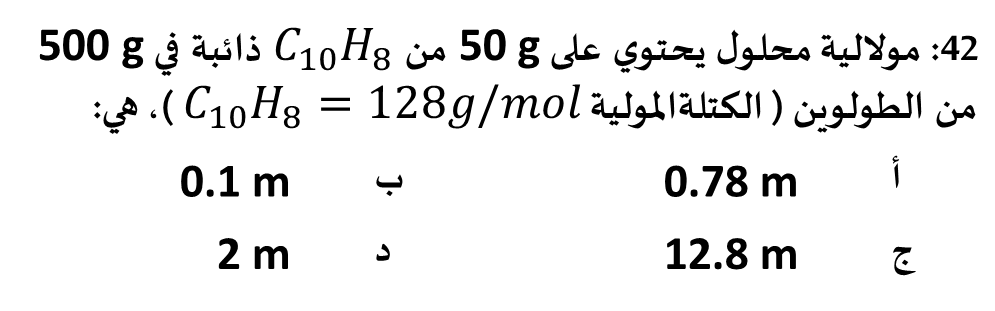 42: مولالية محلول يحتوي على 50 g من C₁₀H₈ ذائبة في 500 g
من الطولوين ( الكتلةالمولية C₁₀H₈ = 128g/mol )، هي:
أ 0.78 m ب 0.1 m
ج 12.8 m د 2 m